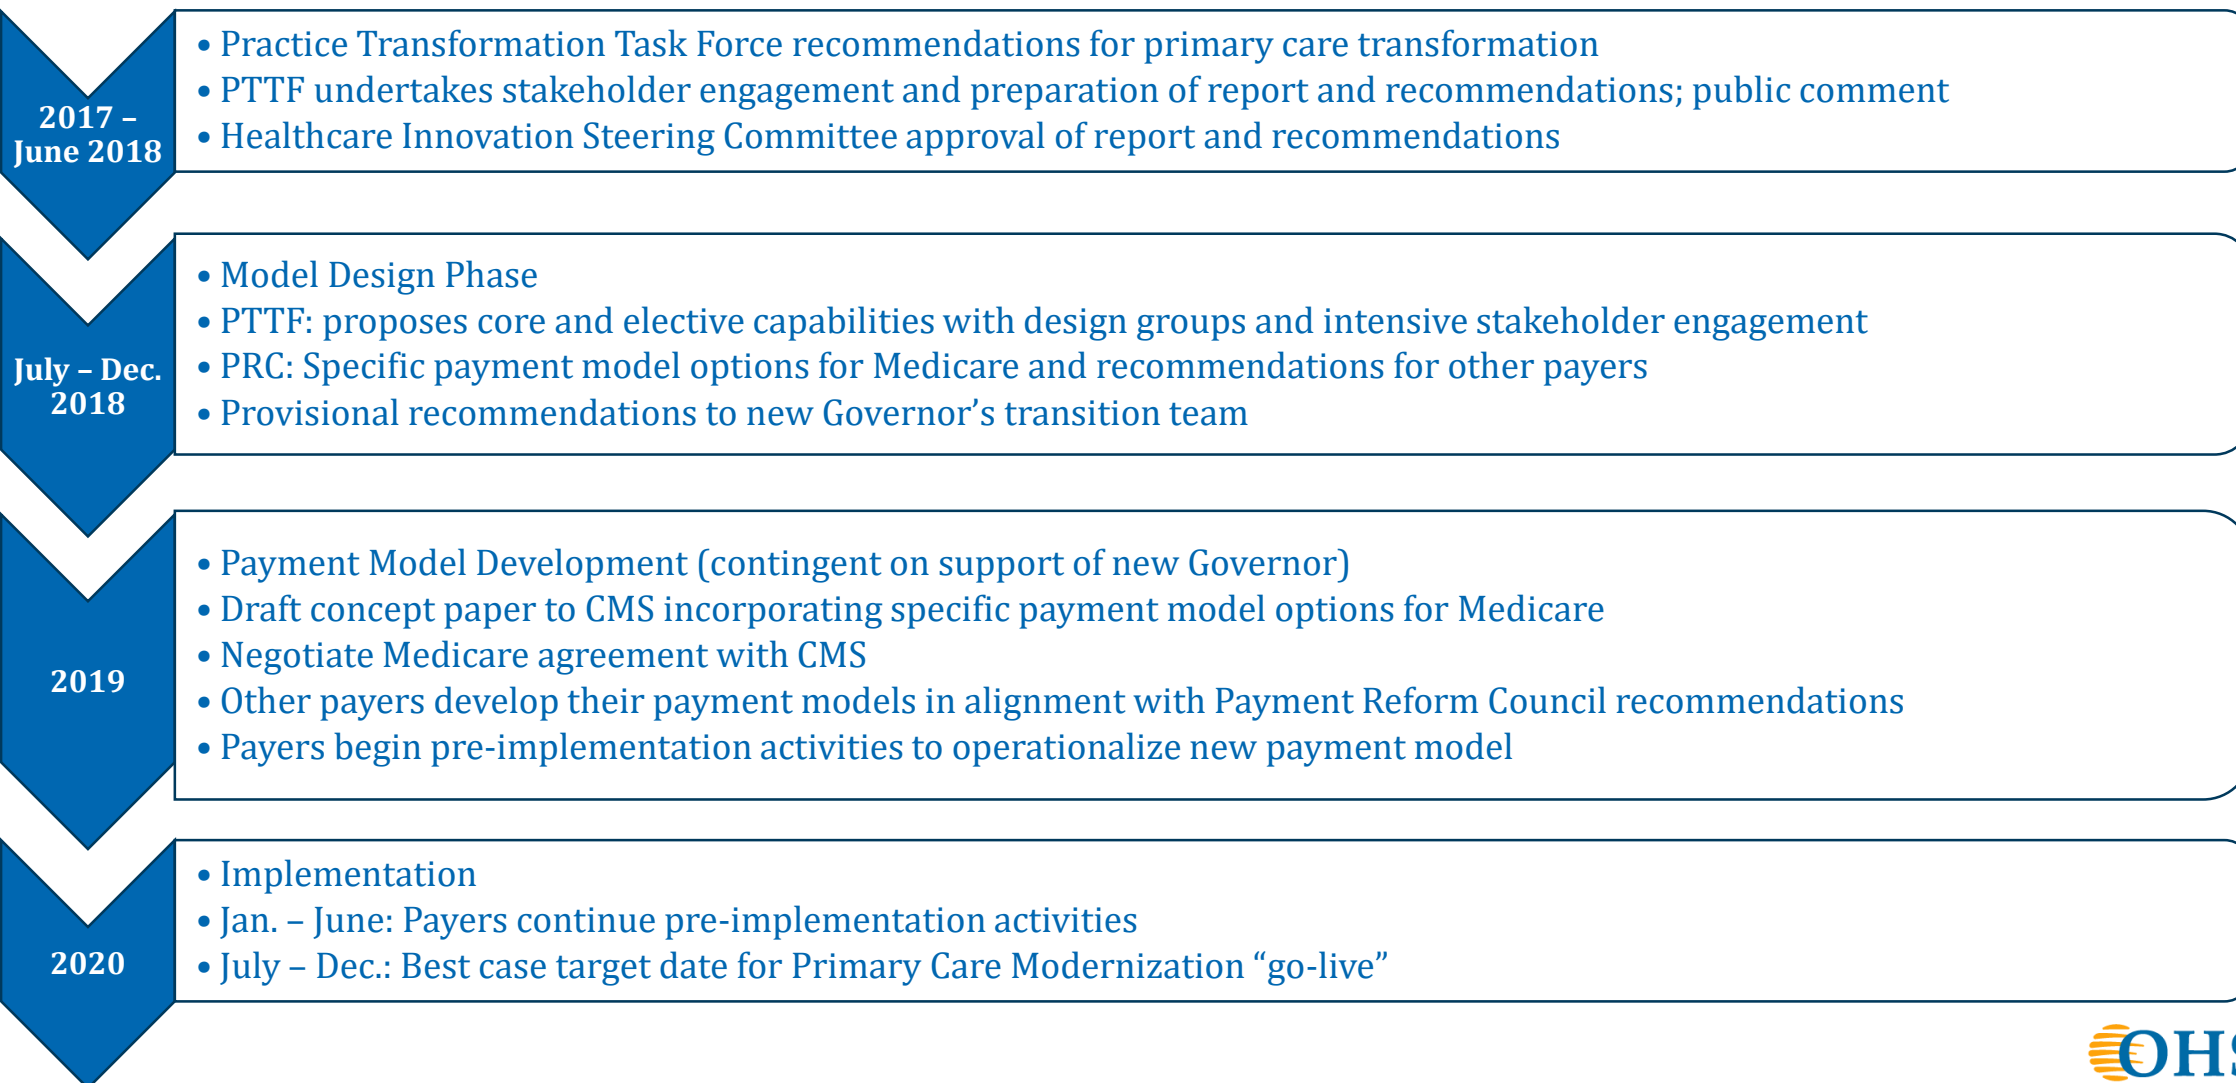 2017 –
June 2018
• Practice Transformation Task Force recommendations for primary care transformation
• PTTF undertakes stakeholder engagement and preparation of report and recommendations; public comment
• Healthcare Innovation Steering Committee approval of report and recommendations
July – Dec.
2018
• Model Design Phase
• PTTF: proposes core and elective capabilities with design groups and intensive stakeholder engagement
• PRC: Specific payment model options for Medicare and recommendations for other payers
• Provisional recommendations to new Governor’s transition team
2019
• Payment Model Development (contingent on support of new Governor)
• Draft concept paper to CMS incorporating specific payment model options for Medicare
• Negotiate Medicare agreement with CMS
• Other payers develop their payment models in alignment with Payment Reform Council recommendations
• Payers begin pre-implementation activities to operationalize new payment model
2020
• Implementation
• Jan. – June: Payers continue pre-implementation activities
• July – Dec.: Best case target date for Primary Care Modernization “go-live”
OHS